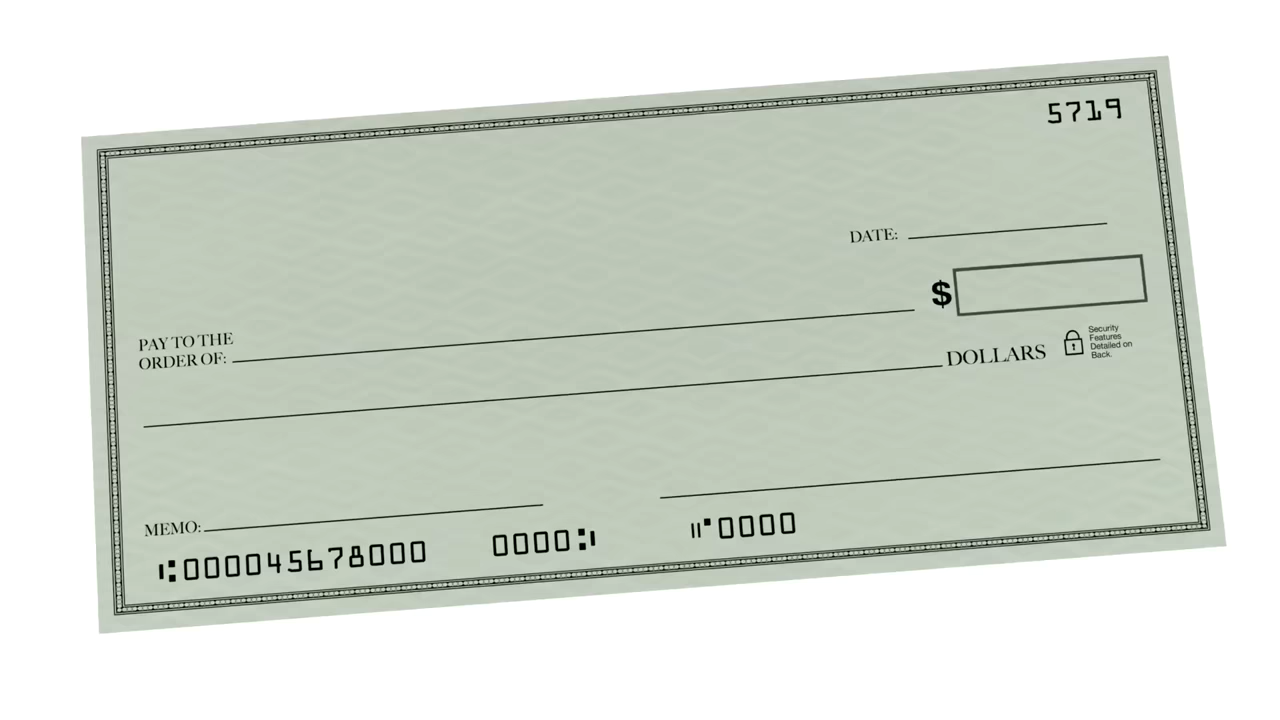 5719
DATE:
$
PAY TO THE
ORDER OF:
DOLLARS
Security
Features
Detailed on
Back.
MEMO:
⑆000045678000 0000⑆ ⑈0000